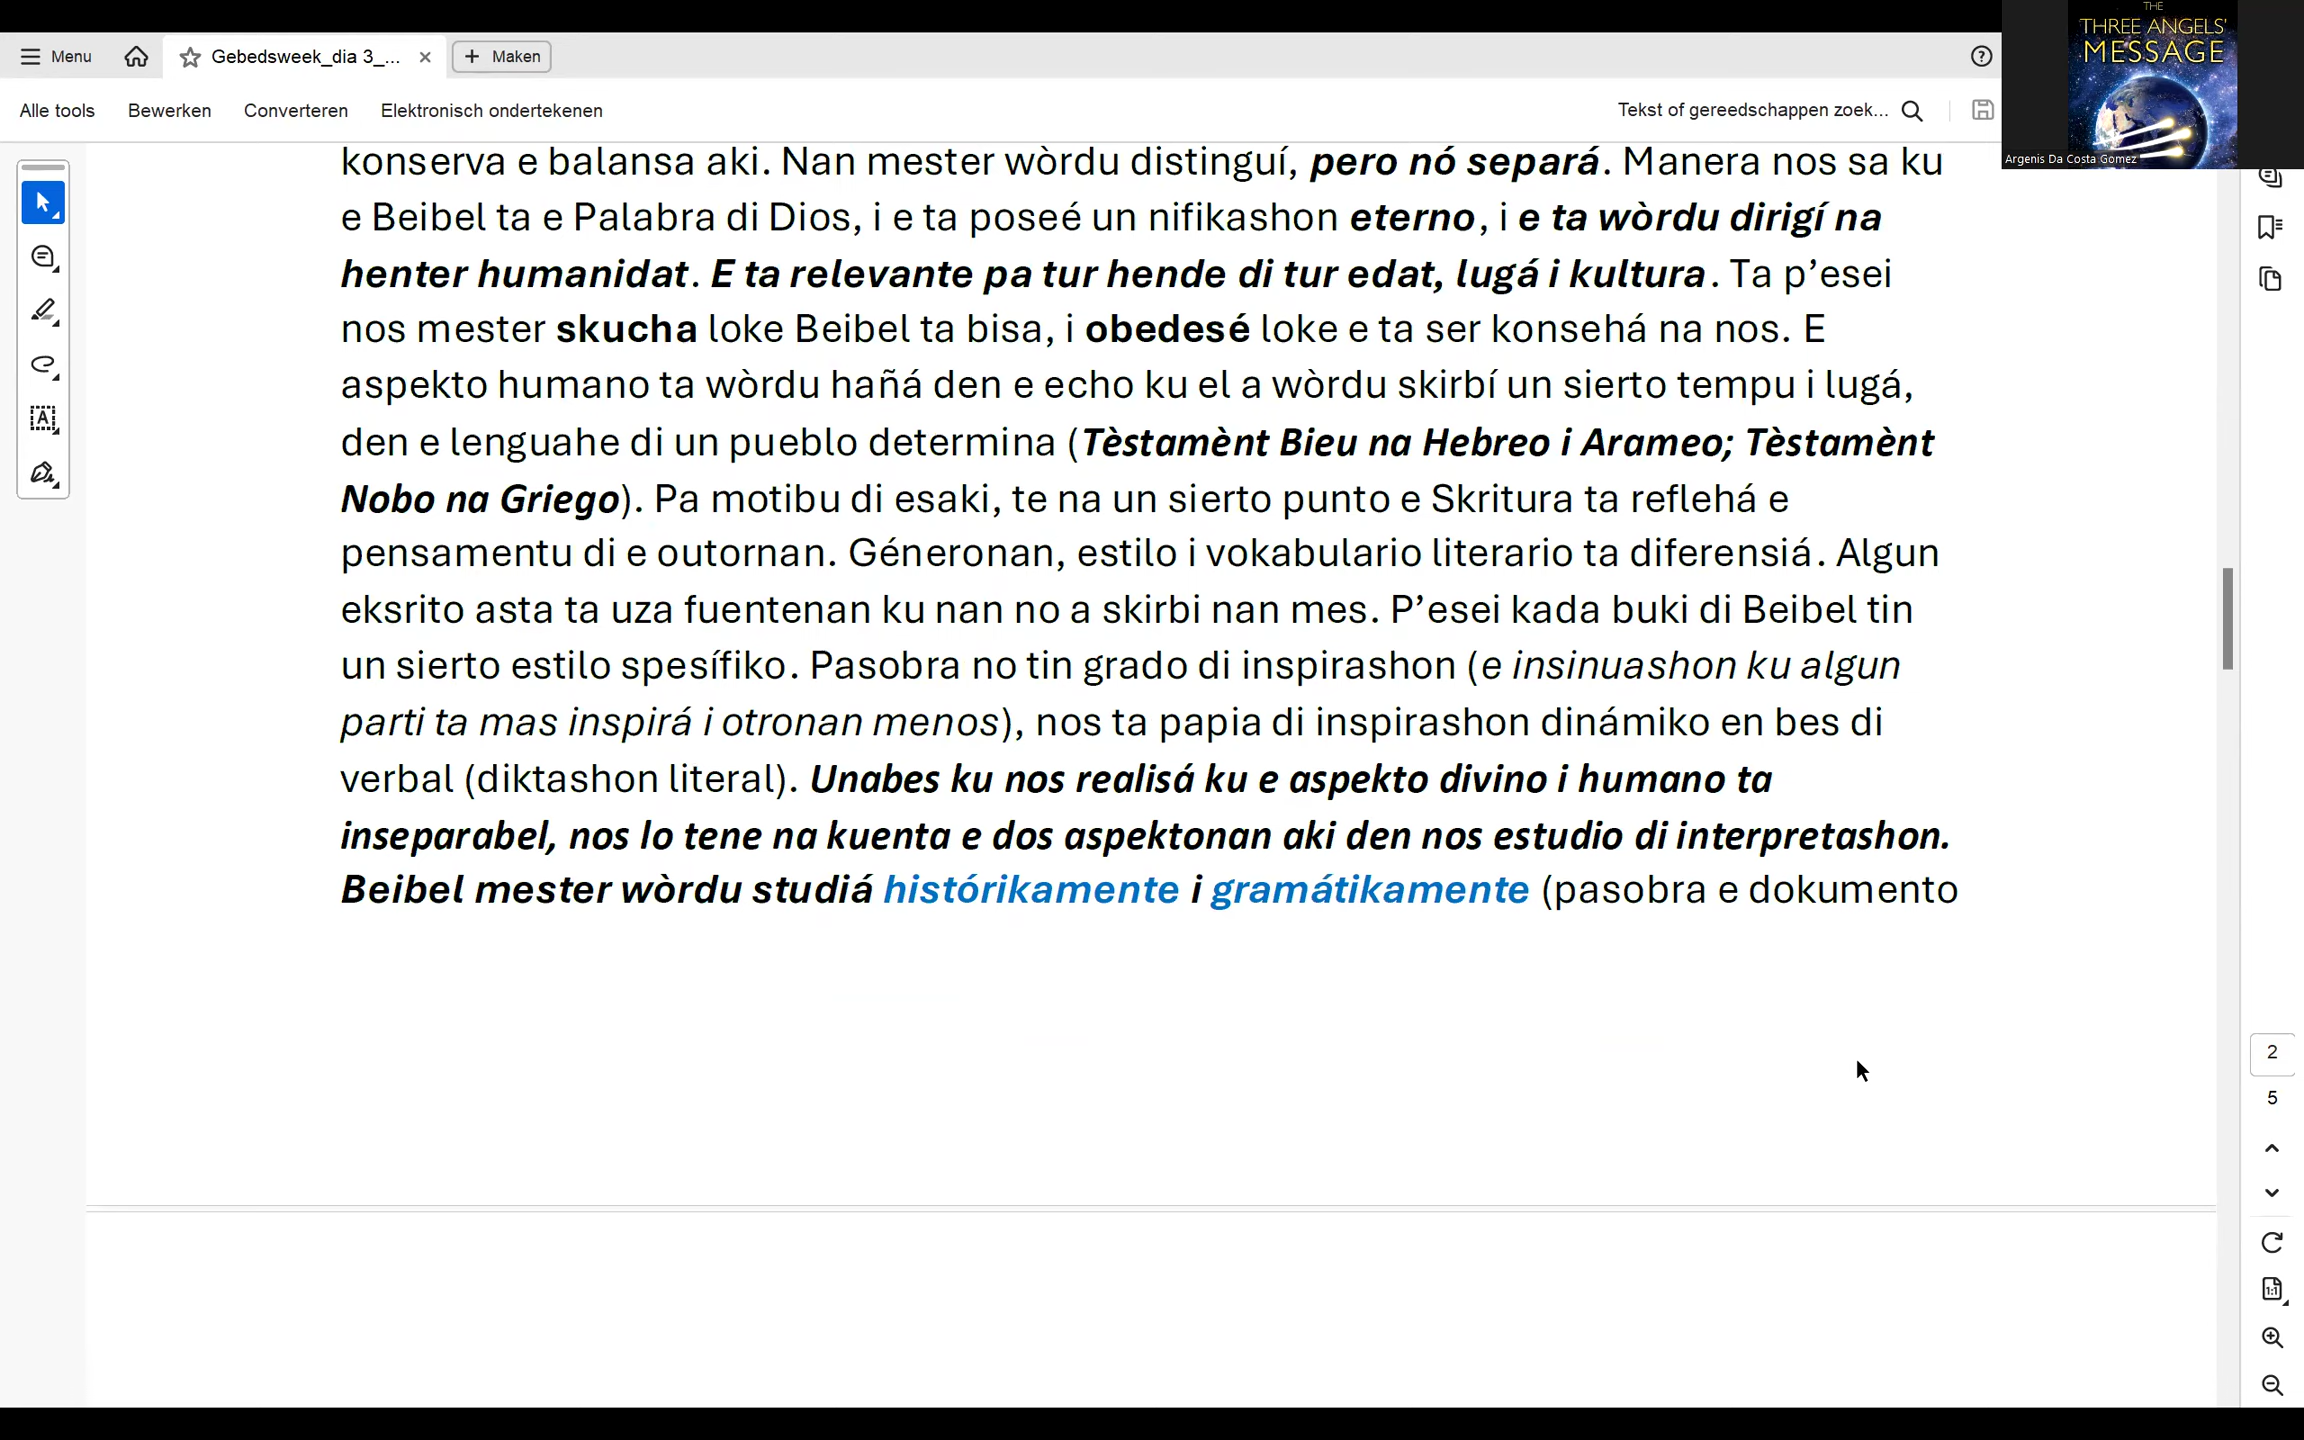 THE
THREE ANGELS'
MESSAGE
Argenis Da Costa Gomez
Menu
Gebedsweek_dia 3_...
Maken
Alle tools
Bewerken
Converteren
Elektronisch ondertekenen
Tekst of gereedschappen zoek...
konserva e balansa aki. Nan mester wòrdu distinguí, pero nó separá. Manera nos sa ku
e Beibel ta e Palabra di Dios, i e ta poseé un nifikashon eterno, i e ta wòrdu dirigí na
henter humanidat. E ta relevante pa tur hende di tur edat, lugá i kultura. Ta p’esei
nos mester skucha loke Beibel ta bisa, i obedesé loke e ta ser konsehá na nos. E
aspekto humano ta wòrdu hañá den e echo ku el a wòrdu skirbí un sierto tempu i lugá,
den e lenguahe di un pueblo determina (Tèstamènt Bieu na Hebreo i Arameo; Tèstamènt
Nobo na Griego). Pa motibu di esaki, te na un sierto punto e Skritura ta reflehá e
pensamentu di e outornan. Géneronan, estilo i vokabulario literario ta diferensiá. Algun
eksrito asta ta uza fuentenan ku nan no a skirbi nan mes. P’esei kada buki di Beibel tin
un sierto estilo spesífiko. Pasobra no tin grado di inspirashon (e insinuashon ku algun
parti ta mas inspirá i otronan menos), nos ta papia di inspirashon dinámiko en bes di
verbal (diktashon literal). Unabes ku nos realisá ku e aspekto divino i humano ta
inseparabel, nos lo tene na kuenta e dos aspektonan aki den nos estudio di interpretashon.
Beibel mester wòrdu studiá histórikamente i gramátikamente (pasobra e dokumento
2
5